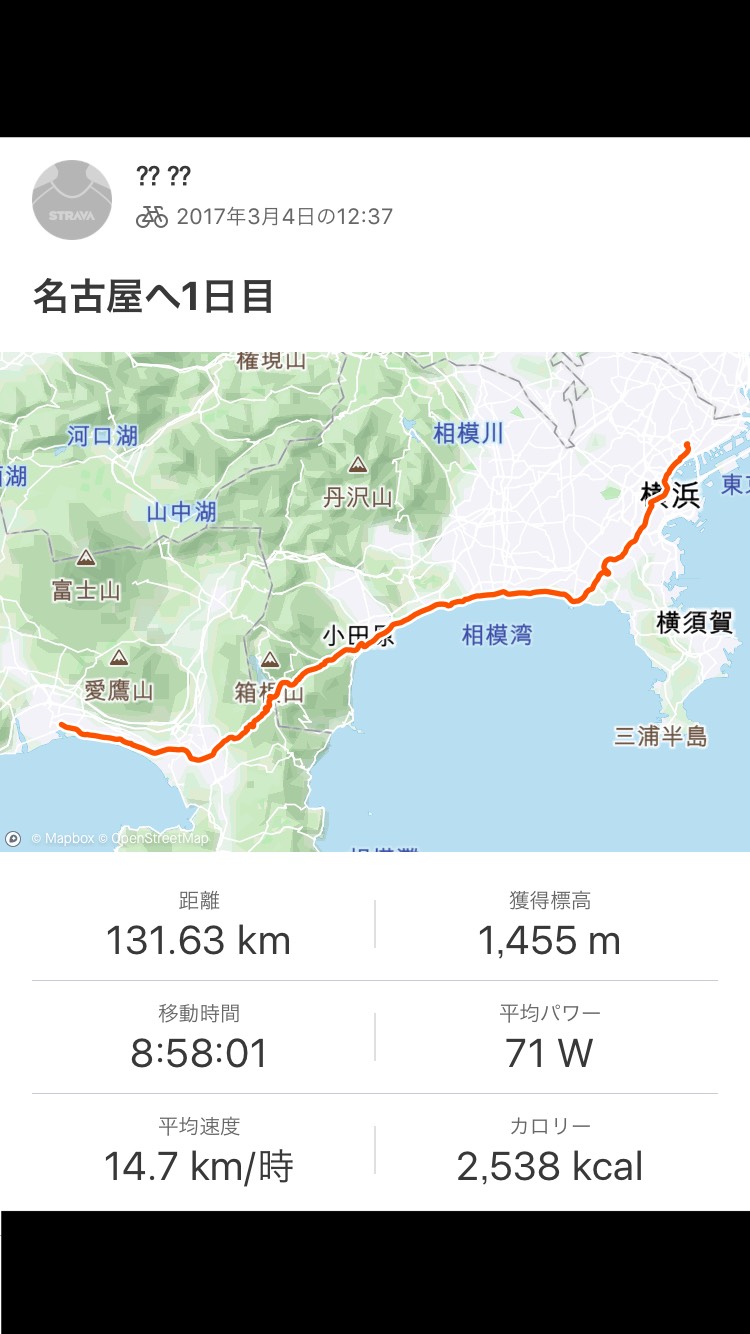 ?? ??
STRAVA
2017年3月4日の12:37
名古屋へ1日目
権現山
河口湖
相模川
湖
丹沢山
横浜
東京
山中湖
富士山
小田原
相模湾
横須賀
愛鷹山
箱根山
三浦半島
© Mapbox © OpenStreetMap
距離
獲得標高
131.63 km
1,455 m
移動時間
平均パワー
8:58:01
71 W
平均速度
カロリー
14.7 km/時
2,538 kcal